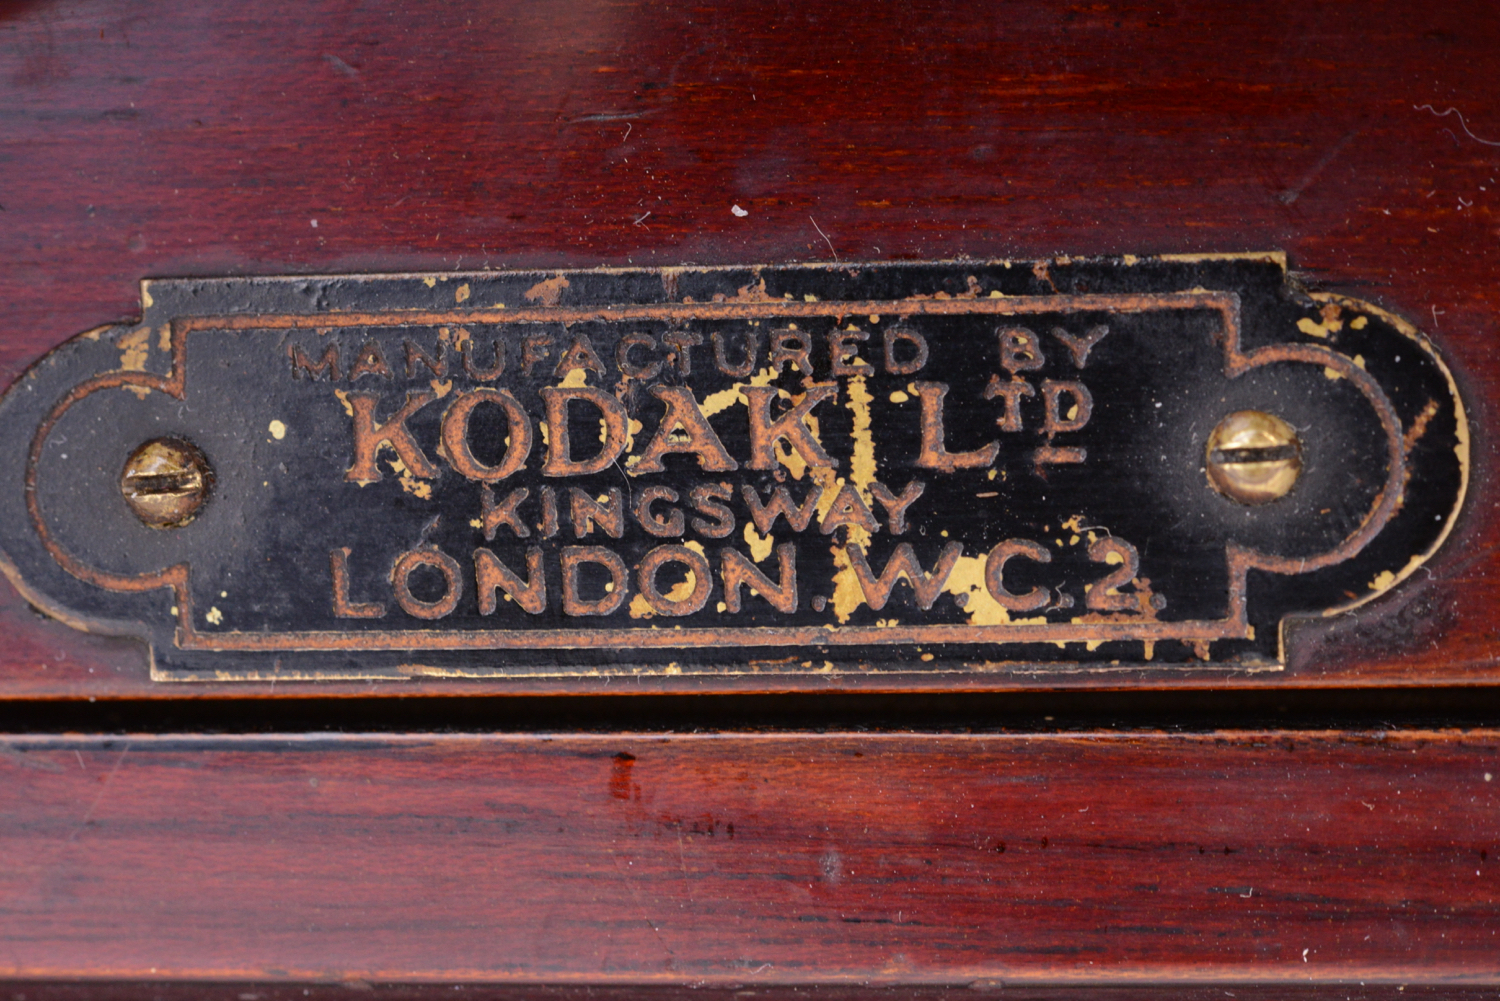 MANUFACTURED BY
KODAK LTD
KINGSWAY
LONDON. W.C.2.